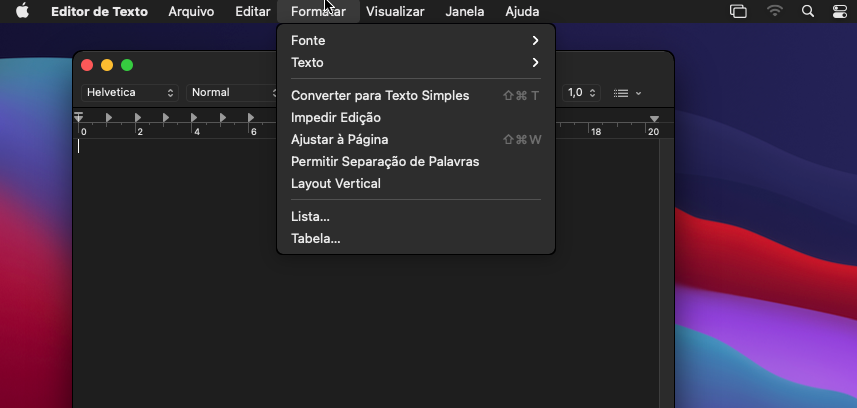 Editor de Texto Arquivo Editar Formatar Visualizar Janela Ajuda
Fonte
Texto
Helvetica Normal 1,0
Converter para Texto Simples ⇧⌘ T
Impedir Edição
0 2 4 6 18 20
Ajustar à Página ⇧⌘W
Permitir Separação de Palavras
Layout Vertical
Lista...
Tabela...